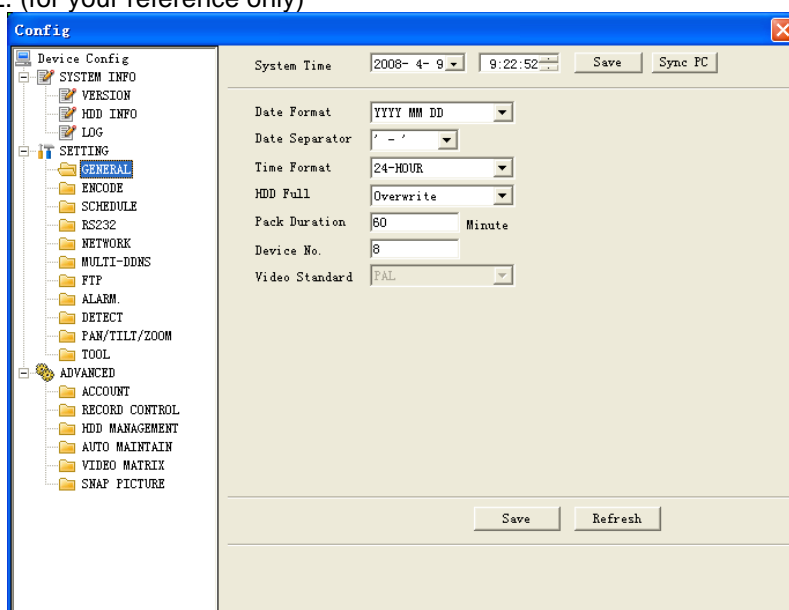 (for your reference only)
Config
Device Config
SYSTEM INFO
VERSION
HDD INFO
LOG
SETTING
GENERAL
ENCODE
SCHEDULE
RS232
NETWORK
MULTI-DDNS
FTP
ALARM.
DETECT
PAN/TILT/ZOOM
TOOL
ADVANCED
ACCOUNT
RECORD CONTROL
HDD MANAGEMENT
AUTO MAINTAIN
VIDEO MATRIX
SNAP PICTURE
System Time 2008- 4- 9 9:22:52 Save Sync PC
Date Format YYYY MM DD
Date Separator ' - '
Time Format 24-HOUR
HDD Full Overwrite
Pack Duration 60 Minute
Device No. 8
Video Standard PAL
Save Refresh